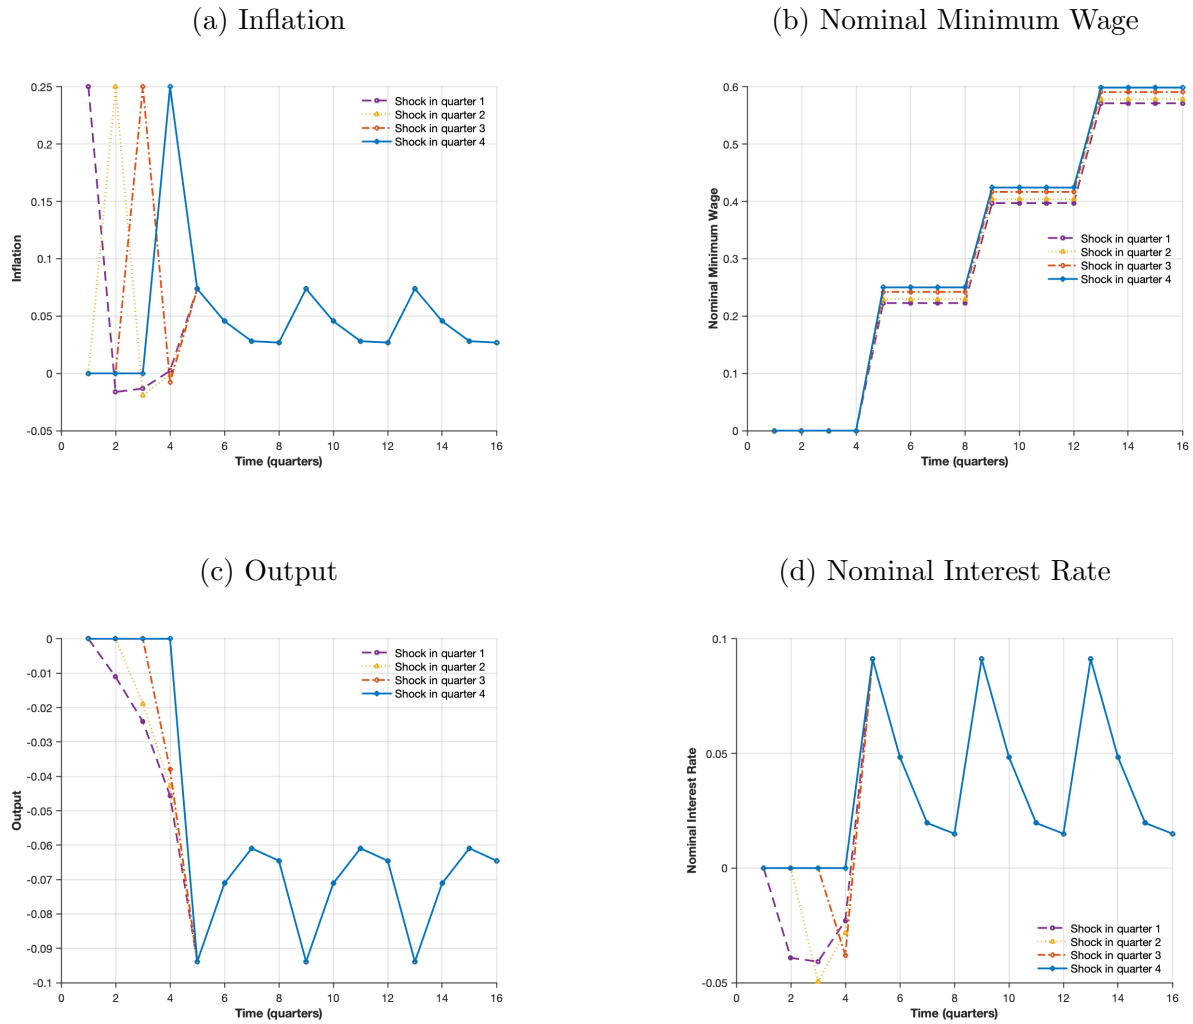 (a) Inflation
0.25
0.2
0.15
0.1
0.05
0
-0.05
0 2 4 6 8 10 12 14 16
Inflation
Time (quarters)
Shock in quarter 1
Shock in quarter 2
Shock in quarter 3
Shock in quarter 4
(b) Nominal Minimum Wage
0.6
0.5
0.4
0.3
0.2
0.1
0
0 2 4 6 8 10 12 14 16
Nominal Minimum Wage
Time (quarters)
Shock in quarter 1
Shock in quarter 2
Shock in quarter 3
Shock in quarter 4
(c) Output
0
-0.01
-0.02
-0.03
-0.04
-0.05
-0.06
-0.07
-0.08
-0.09
-0.1
0 2 4 6 8 10 12 14 16
Output
Time (quarters)
Shock in quarter 1
Shock in quarter 2
Shock in quarter 3
Shock in quarter 4
(d) Nominal Interest Rate
0.1
0.05
0
-0.05
0 2 4 6 8 10 12 14 16
Nominal Interest Rate
Time (quarters)
Shock in quarter 1
Shock in quarter 2
Shock in quarter 3
Shock in quarter 4